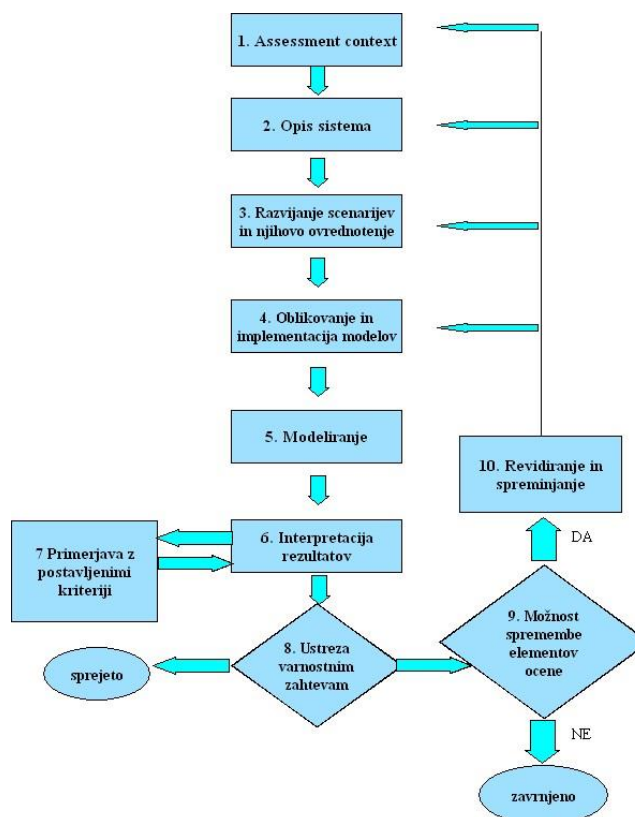 1. Assessment context
2. Opis sistema
3. Razvijanje scenarijev
in njihovo ovrednotenje
4. Oblikovanje in
implementacija modelov
5. Modeliranje
10. Revidiranje in
spreminjanje
6. Interpretacija
rezultatov
7 Primerjava z
postavljenimi
kriteriji
DA
8. Ustreza
varnostnim
zahtevam
9. Možnost
spremembe
elementov
ocene
sprejeto
NE
zavrnjeno